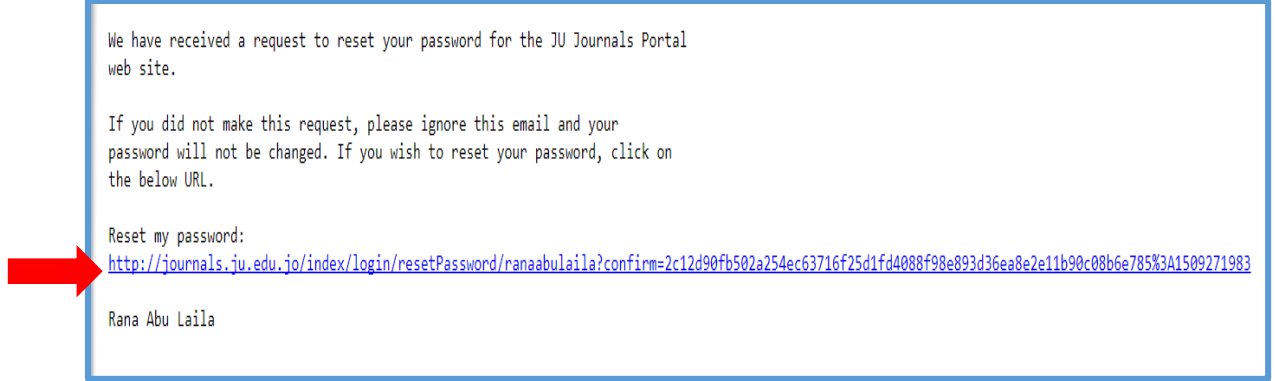 We have received a request to reset your password for the JU Journals Portal
web site.
If you did not make this request, please ignore this email and your
password will not be changed. If you wish to reset your password, click on
the below URL.
Reset my password:
http://journals.ju.edu.jo/index/login/resetPassword/ranaabulaila?confirm=2c12d90fb502a254ec63716f25d1fd4088f98e893d36ea8e2e11b90c08b6e785%3A1509271983
Rana Abu Laila